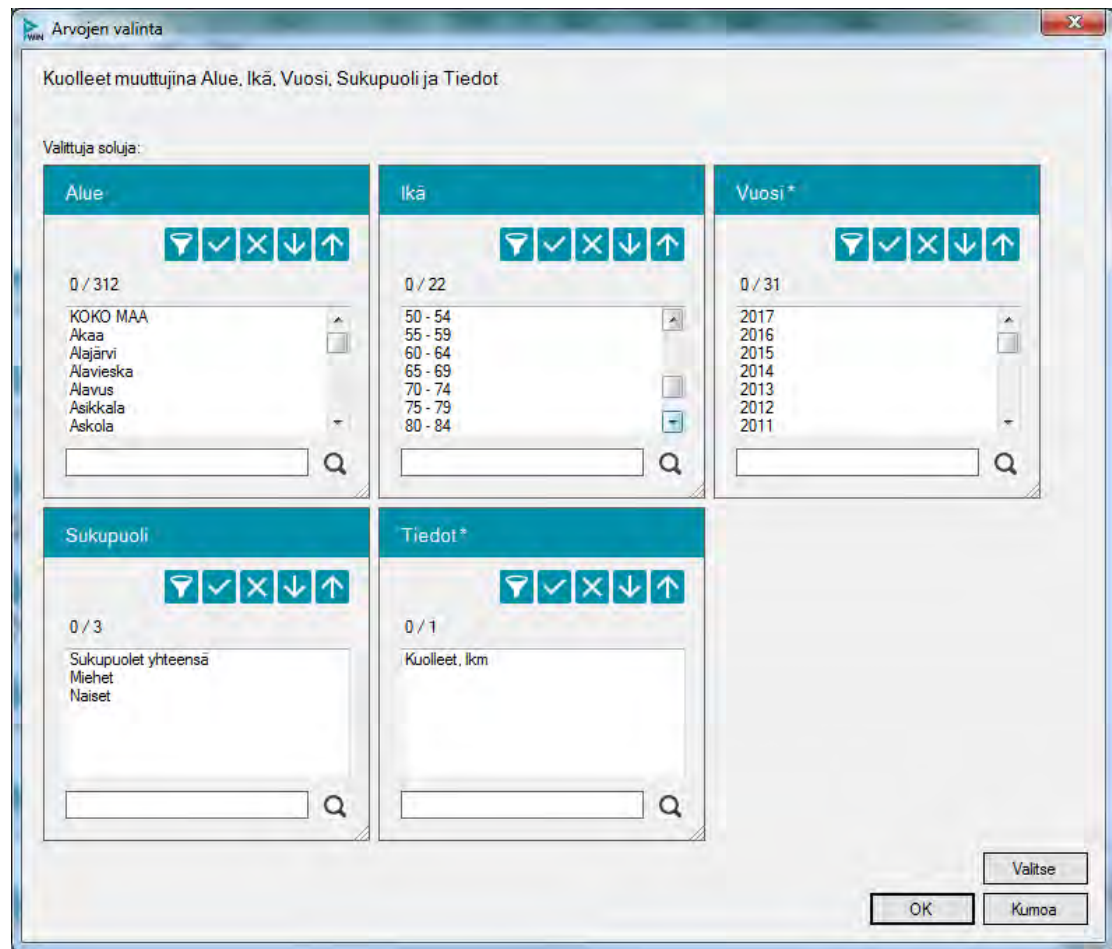 WIN Arvojen valinta
Kuolleet muuttujina Alue, Ikä, Vuosi, Sukupuoli ja Tiedot
Valittuja soluja:
Alue
0 / 312
KOKO MAA
Akaa
Alajärvi
Alavieska
Alavus
Asikkala
Askola
Ikä
0 / 22
50 - 54
55 - 59
60 - 64
65 - 69
70 - 74
75 - 79
80 - 84
Vuosi *
0 / 31
2017
2016
2015
2014
2013
2012
2011
Sukupuoli
0 / 3
Sukupuolet yhteensä
Miehet
Naiset
Tiedot *
0 / 1
Kuolleet, lkm
Valitse
OK
Kumoa